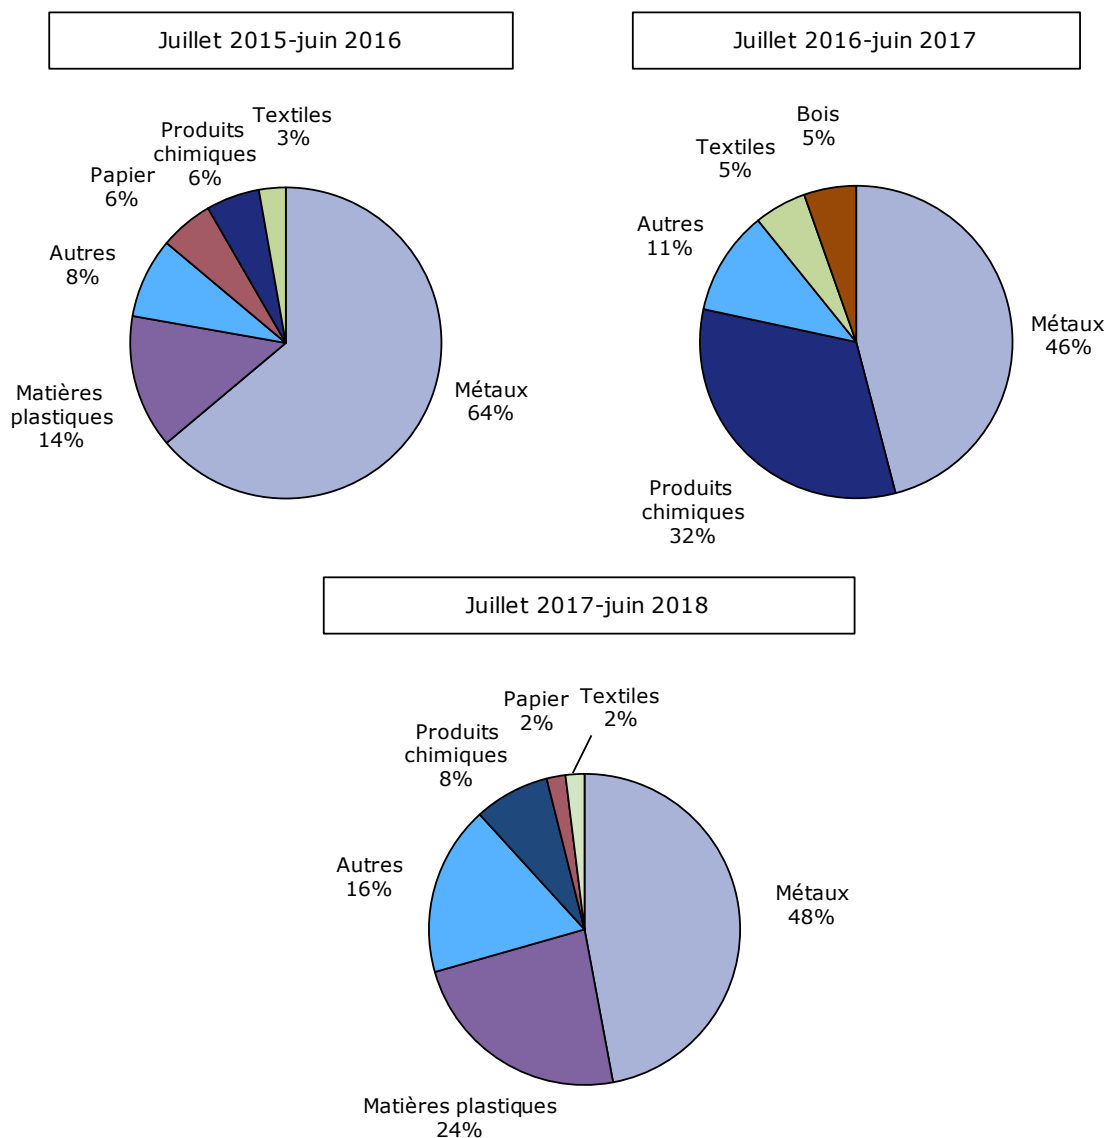 Juillet 2015-juin 2016
Textiles
3%
Produits
chimiques
6%
Papier
6%
Autres
8%
Matières
plastiques
14%
Métaux
64%
Juillet 2016-juin 2017
Bois
5%
Textiles
5%
Autres
11%
Métaux
46%
Produits
chimiques
32%
Juillet 2017-juin 2018
Papier
2%
Textiles
2%
Produits
chimiques
8%
Autres
16%
Métaux
48%
Matières plastiques
24%